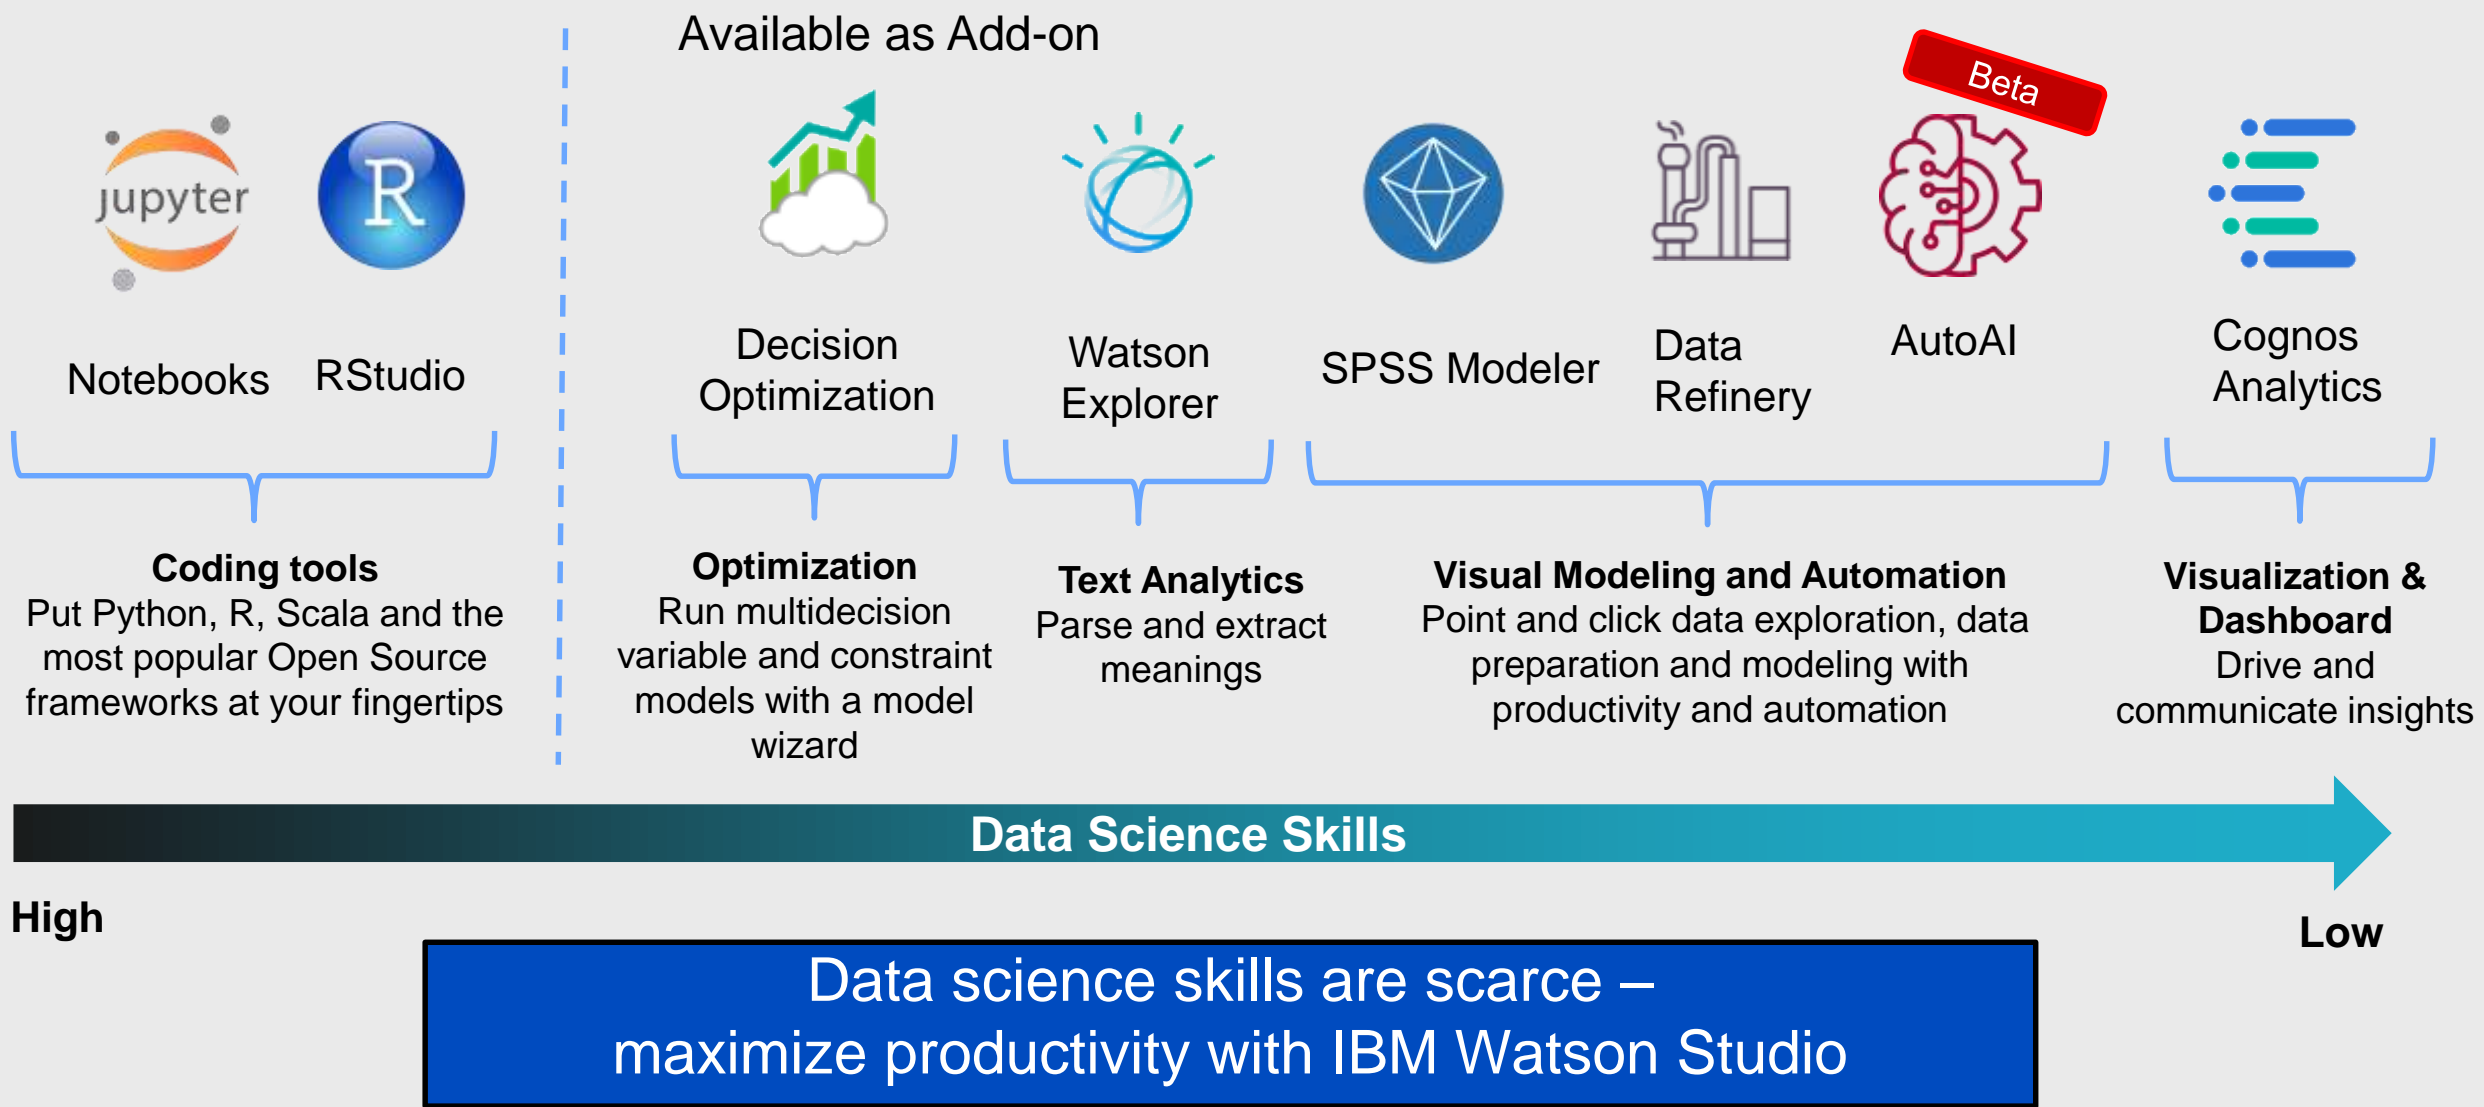 Available as Add-on
Beta
jupyter
R
Notebooks
RStudio
Decision
Optimization
Watson
Explorer
SPSS Modeler
Data
Refinery
AutoAI
Cognos
Analytics
Coding tools
Put Python, R, Scala and the
most popular Open Source
frameworks at your fingertips
Optimization
Run multidecision
variable and constraint
models with a model
wizard
Text Analytics
Parse and extract
meanings
Visual Modeling and Automation
Point and click data exploration, data
preparation and modeling with
productivity and automation
Visualization &
Dashboard
Drive and
communicate insights
Data Science Skills
High
Low
Data science skills are scarce –
maximize productivity with IBM Watson Studio